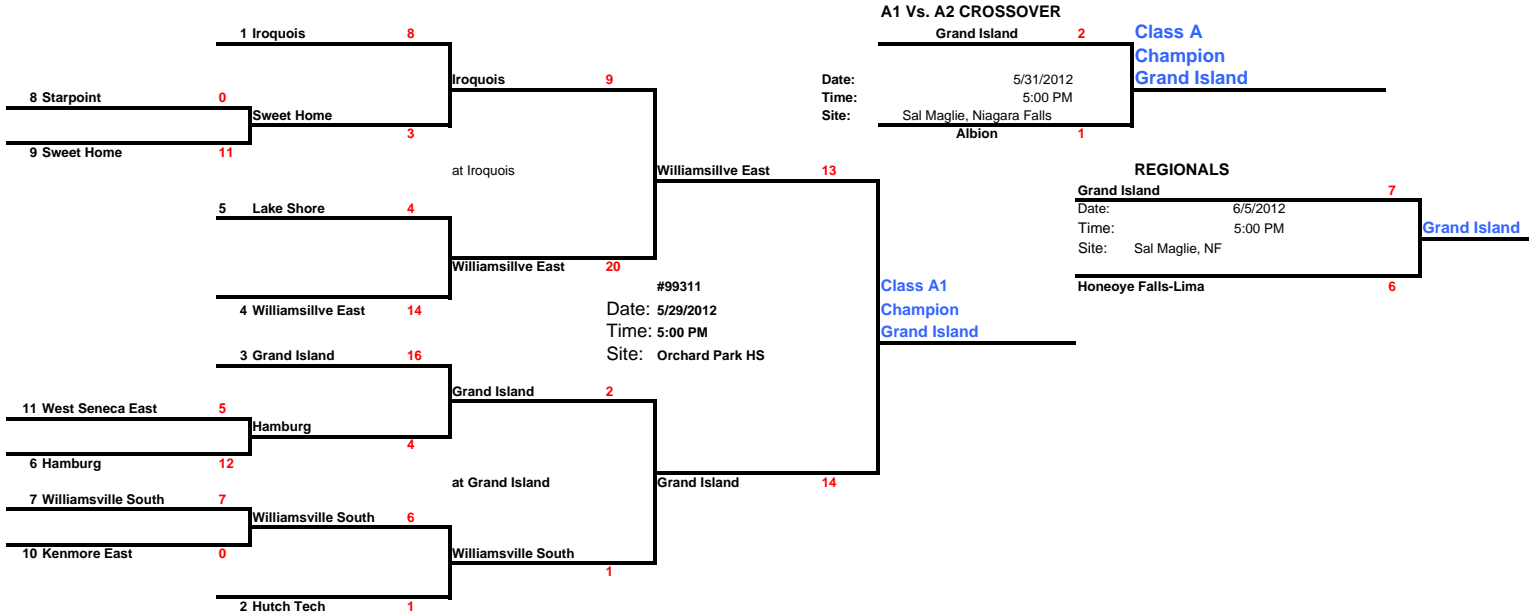 A1 Vs. A2 CROSSOVER
1 Iroquois 8
Grand Island 2
Class A
Champion
Grand Island
Iroquois 9
Date: 5/31/2012
Time: 5:00 PM
Site: Sal Maglie, Niagara Falls
Albion 1
8 Starpoint 0
Sweet Home
3
9 Sweet Home 11
at Iroquois
Williamsillve East 13
REGIONALS
Grand Island 7
Date: 6/5/2012
Time: 5:00 PM
Site: Sal Maglie, NF
Grand Island
Honeoye Falls-Lima 6
5 Lake Shore 4
Williamsillve East 20
4 Williamsillve East 14
#99311
Date: 5/29/2012
Time: 5:00 PM
Site: Orchard Park HS
Class A1
Champion
Grand Island
3 Grand Island 16
Grand Island 2
11 West Seneca East 5
Hamburg
4
6 Hamburg 12
at Grand Island
Grand Island 14
7 Williamsville South 7
Williamsville South 6
10 Kenmore East 0
Williamsville South
1
2 Hutch Tech 1